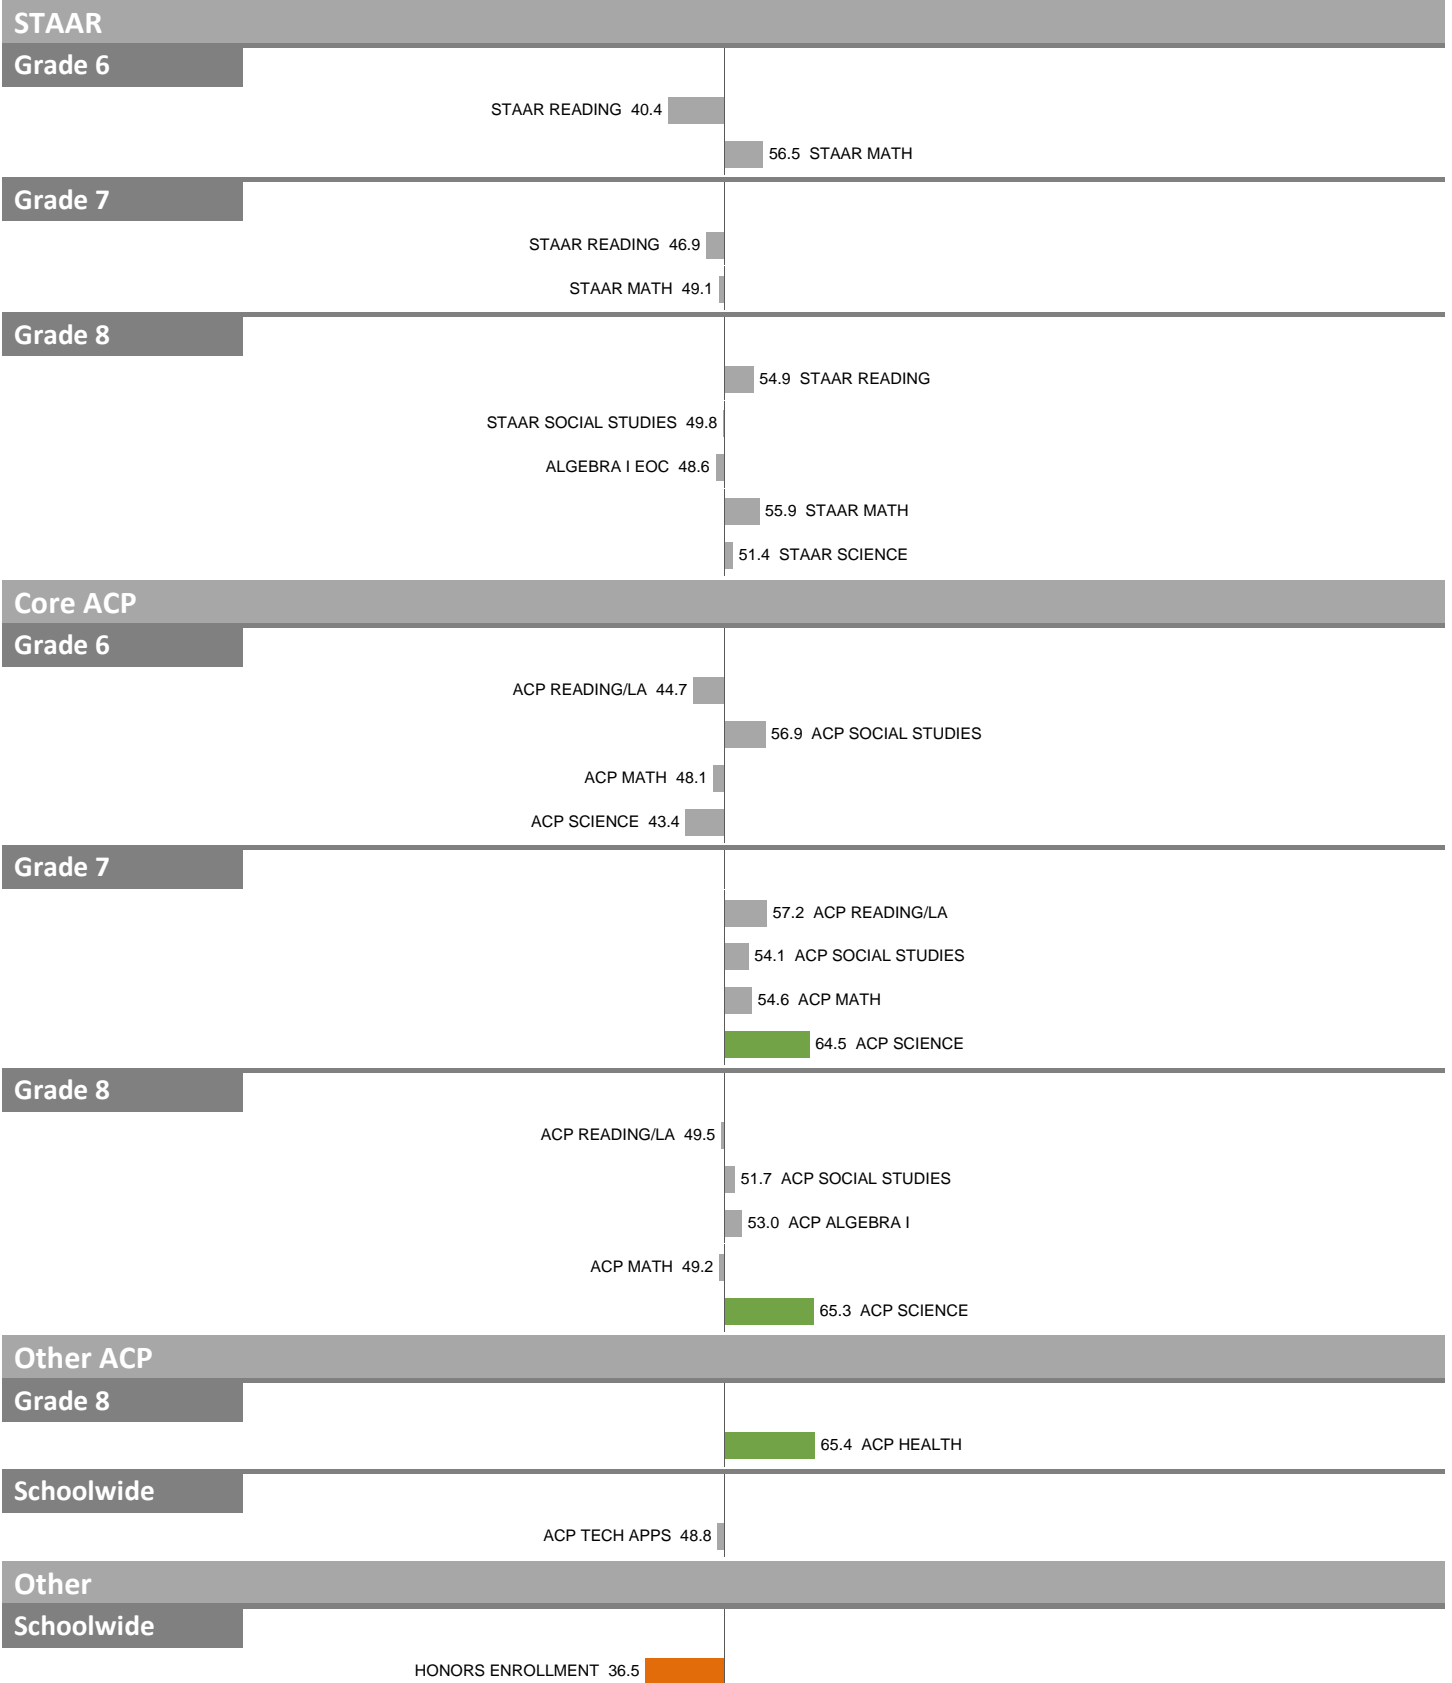 STAAR
Grade 6
STAAR READING 40.4
56.5 STAAR MATH
Grade 7
STAAR READING 46.9
STAAR MATH 49.1
Grade 8
54.9 STAAR READING
STAAR SOCIAL STUDIES 49.8
ALGEBRA I EOC 48.6
55.9 STAAR MATH
51.4 STAAR SCIENCE
Core ACP
Grade 6
ACP READING/LA 44.7
56.9 ACP SOCIAL STUDIES
ACP MATH 48.1
ACP SCIENCE 43.4
Grade 7
57.2 ACP READING/LA
54.1 ACP SOCIAL STUDIES
54.6 ACP MATH
64.5 ACP SCIENCE
Grade 8
ACP READING/LA 49.5
51.7 ACP SOCIAL STUDIES
53.0 ACP ALGEBRA I
ACP MATH 49.2
65.3 ACP SCIENCE
Other ACP
Grade 8
65.4 ACP HEALTH
Schoolwide
ACP TECH APPS 48.8
Other
Schoolwide
HONORS ENROLLMENT 36.5